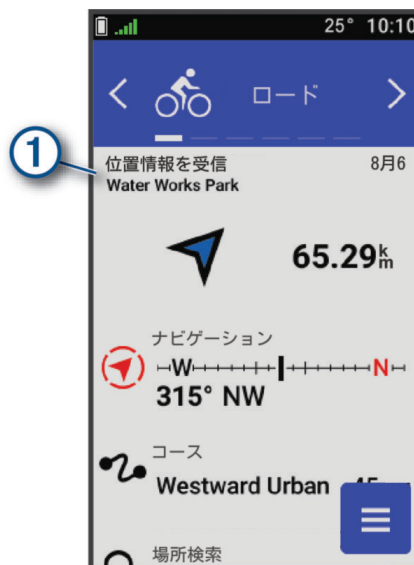 25° 10:10
ロード
1
位置情報を受信 8月6
Water Works Park
65.29km
ナビゲーション
W N
315° NW
コース
Westward Urban
場所検索